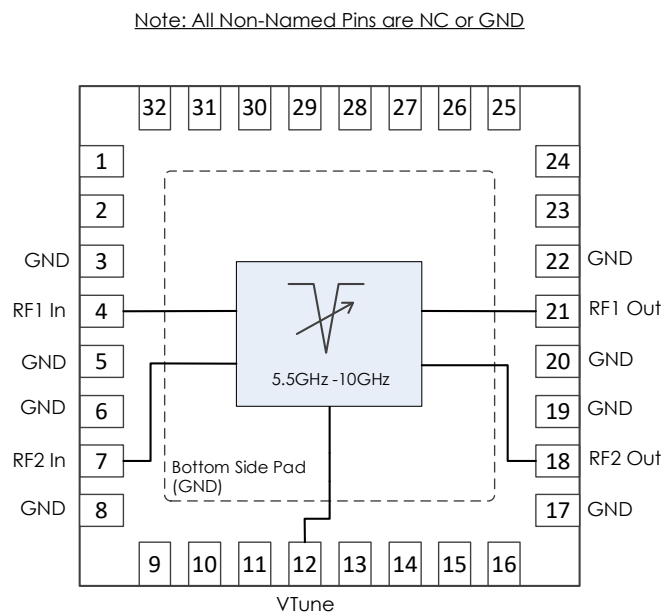 Note: All Non-Named Pins are NC or GND
32 31 30 29 28 27 26 25
1 24
2 23
GND 3 22 GND
RF1 In 4 21 RF1 Out
GND 5 20 GND
5.5GHz -10GHz
GND 6 19 GND
RF2 In 7 18 RF2 Out
Bottom Side Pad
(GND)
GND 8 17 GND
9 10 11 12 13 14 15 16
VTune